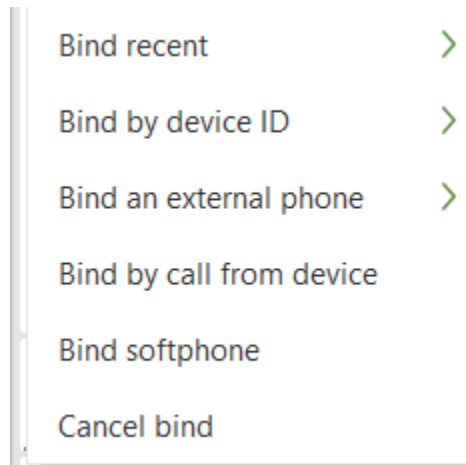 Bind recent
Bind by device ID
Bind an external phone
Bind by call from device
Bind softphone
Cancel bind